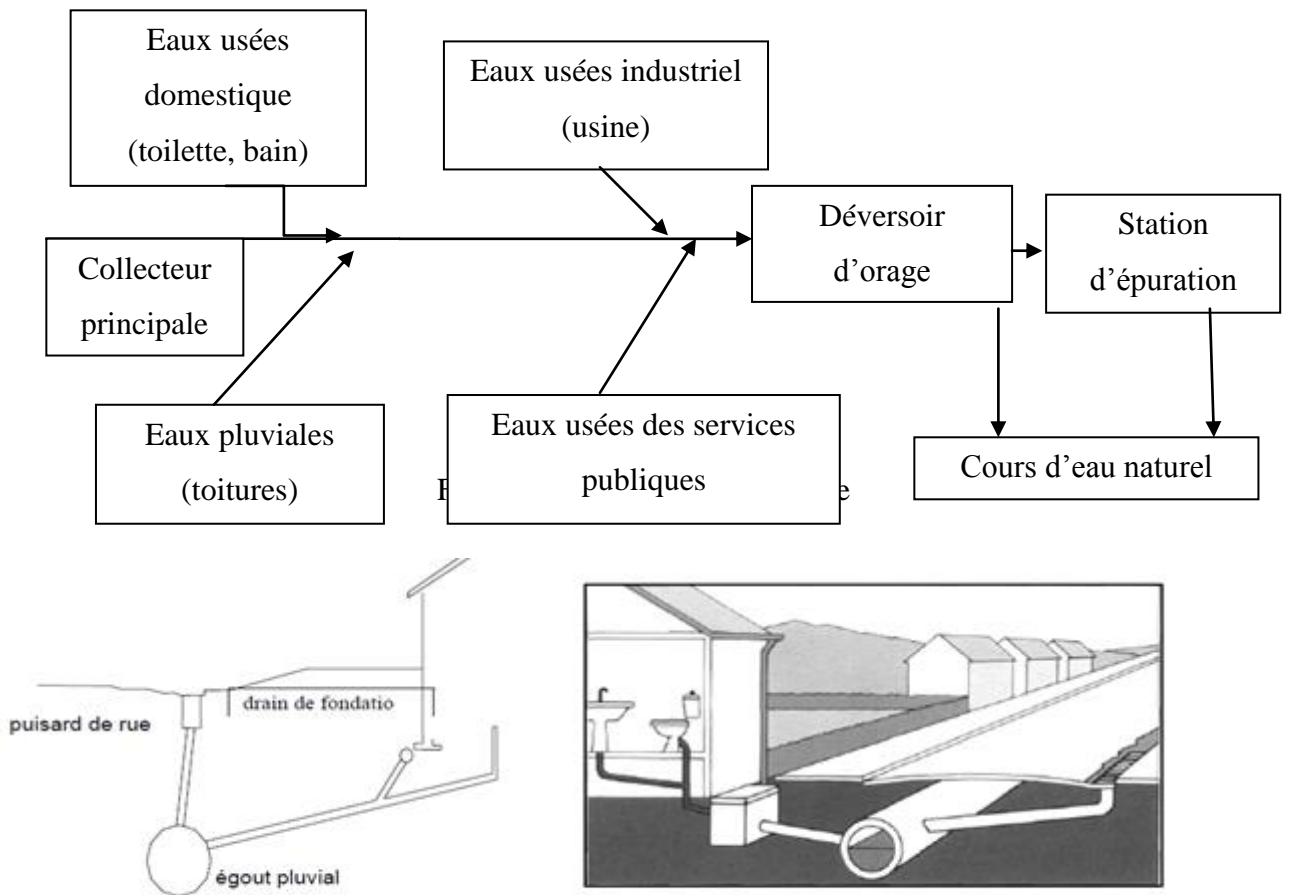 Eaux usées
domestique
(toilette, bain)
Eaux usées industriel
(usine)
Déversoir
d’orage
Station
d’épuration
Collecteur
principale
Eaux pluviales
(toitures)
Eaux usées des services
publiques
Cours d’eau naturel
puisard de rue
drain de fondatio
égout pluvial